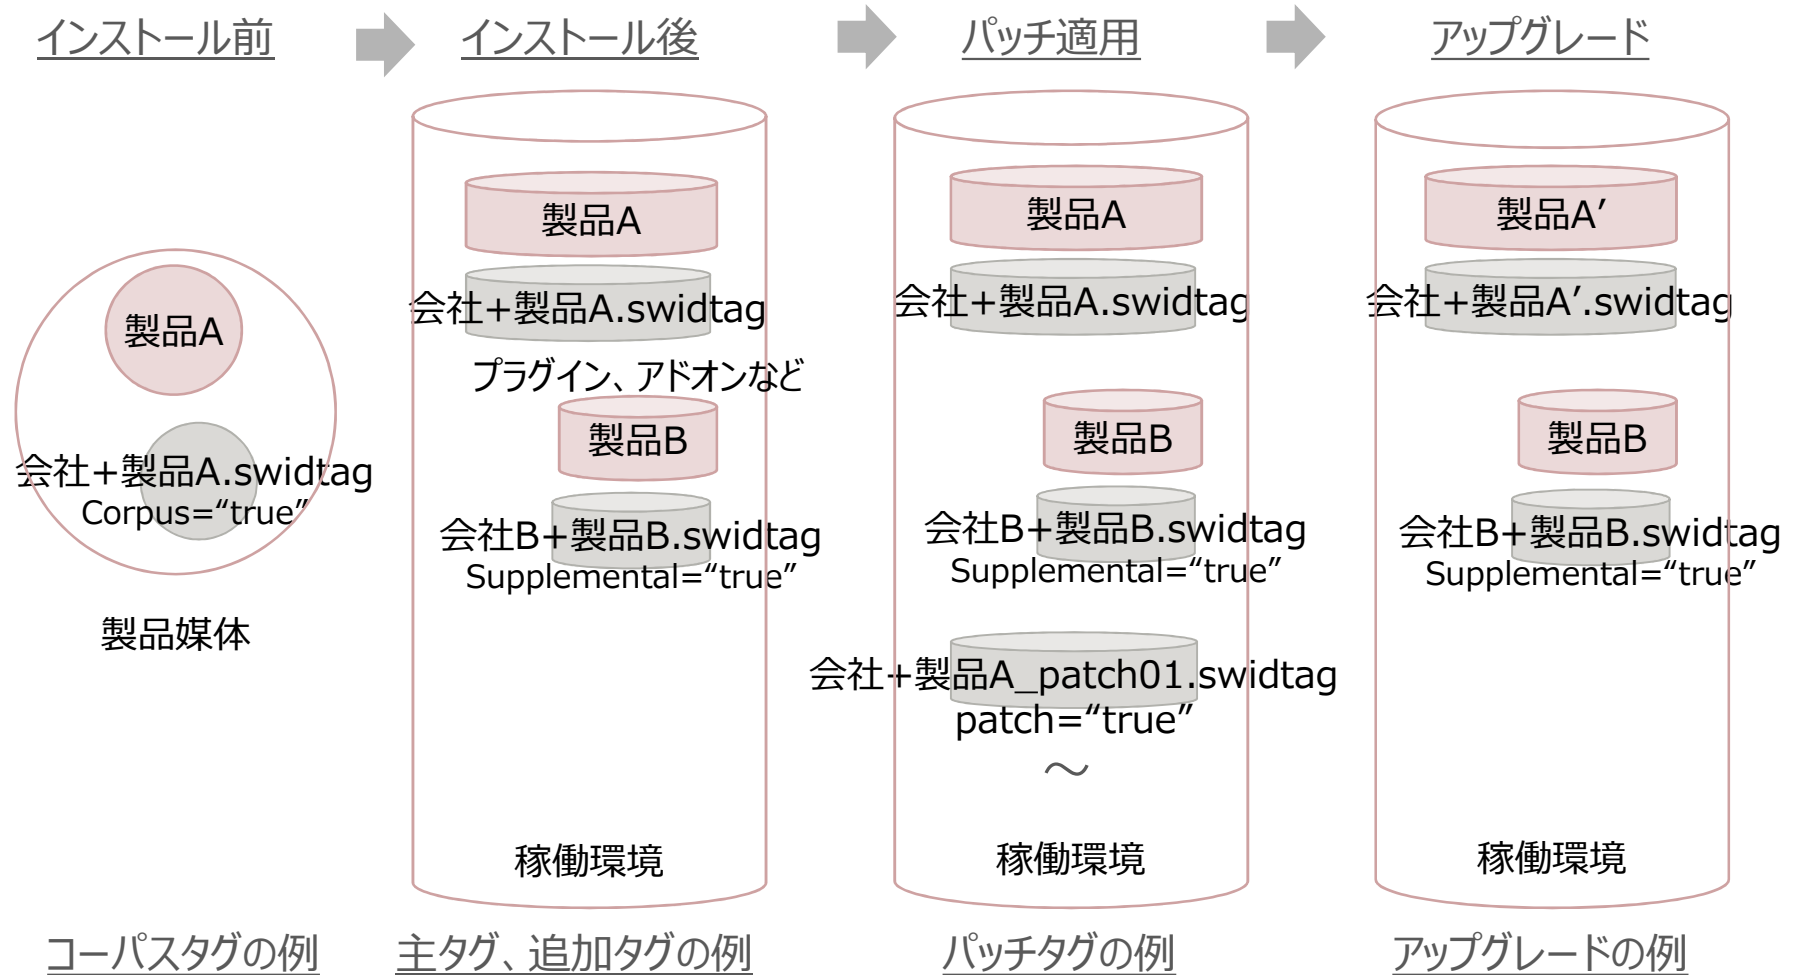 インストール前
インストール後
パッチ適用
アップグレード
製品A
会社+製品A.swidtag
Corpus=“true”
製品媒体
製品A
会社+製品A.swidtag
プラグイン、アドオンなど
製品B
会社B+製品B.swidtag
Supplemental=“true”
稼働環境
製品A
会社+製品A.swidtag
製品B
会社B+製品B.swidtag
Supplemental=“true”
会社+製品A_patch01.swidtag
patch=“true”
～
稼働環境
製品A’
会社+製品A’.swidtag
製品B
会社B+製品B.swidtag
Supplemental=“true”
稼働環境
コーパスタグの例
主タグ、追加タグの例
パッチタグの例
アップグレードの例